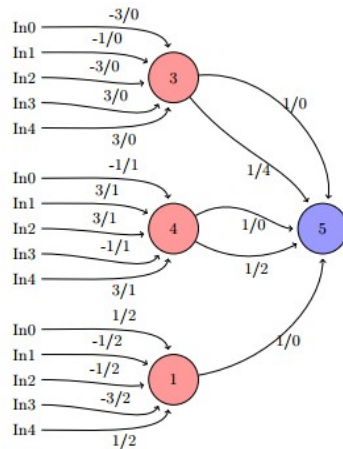 In0 -3/0
In1 -1/0
In2 -3/0
In3 3/0
In4 3/0
3
1/0
1/4
In0 -1/1
In1 3/1
In2 3/1
In3 -1/1
In4 3/1
4
1/0
1/2
5
In0 1/2
In1 -1/2
In2 -1/2
In3 -3/2
In4 1/2
1
1/0